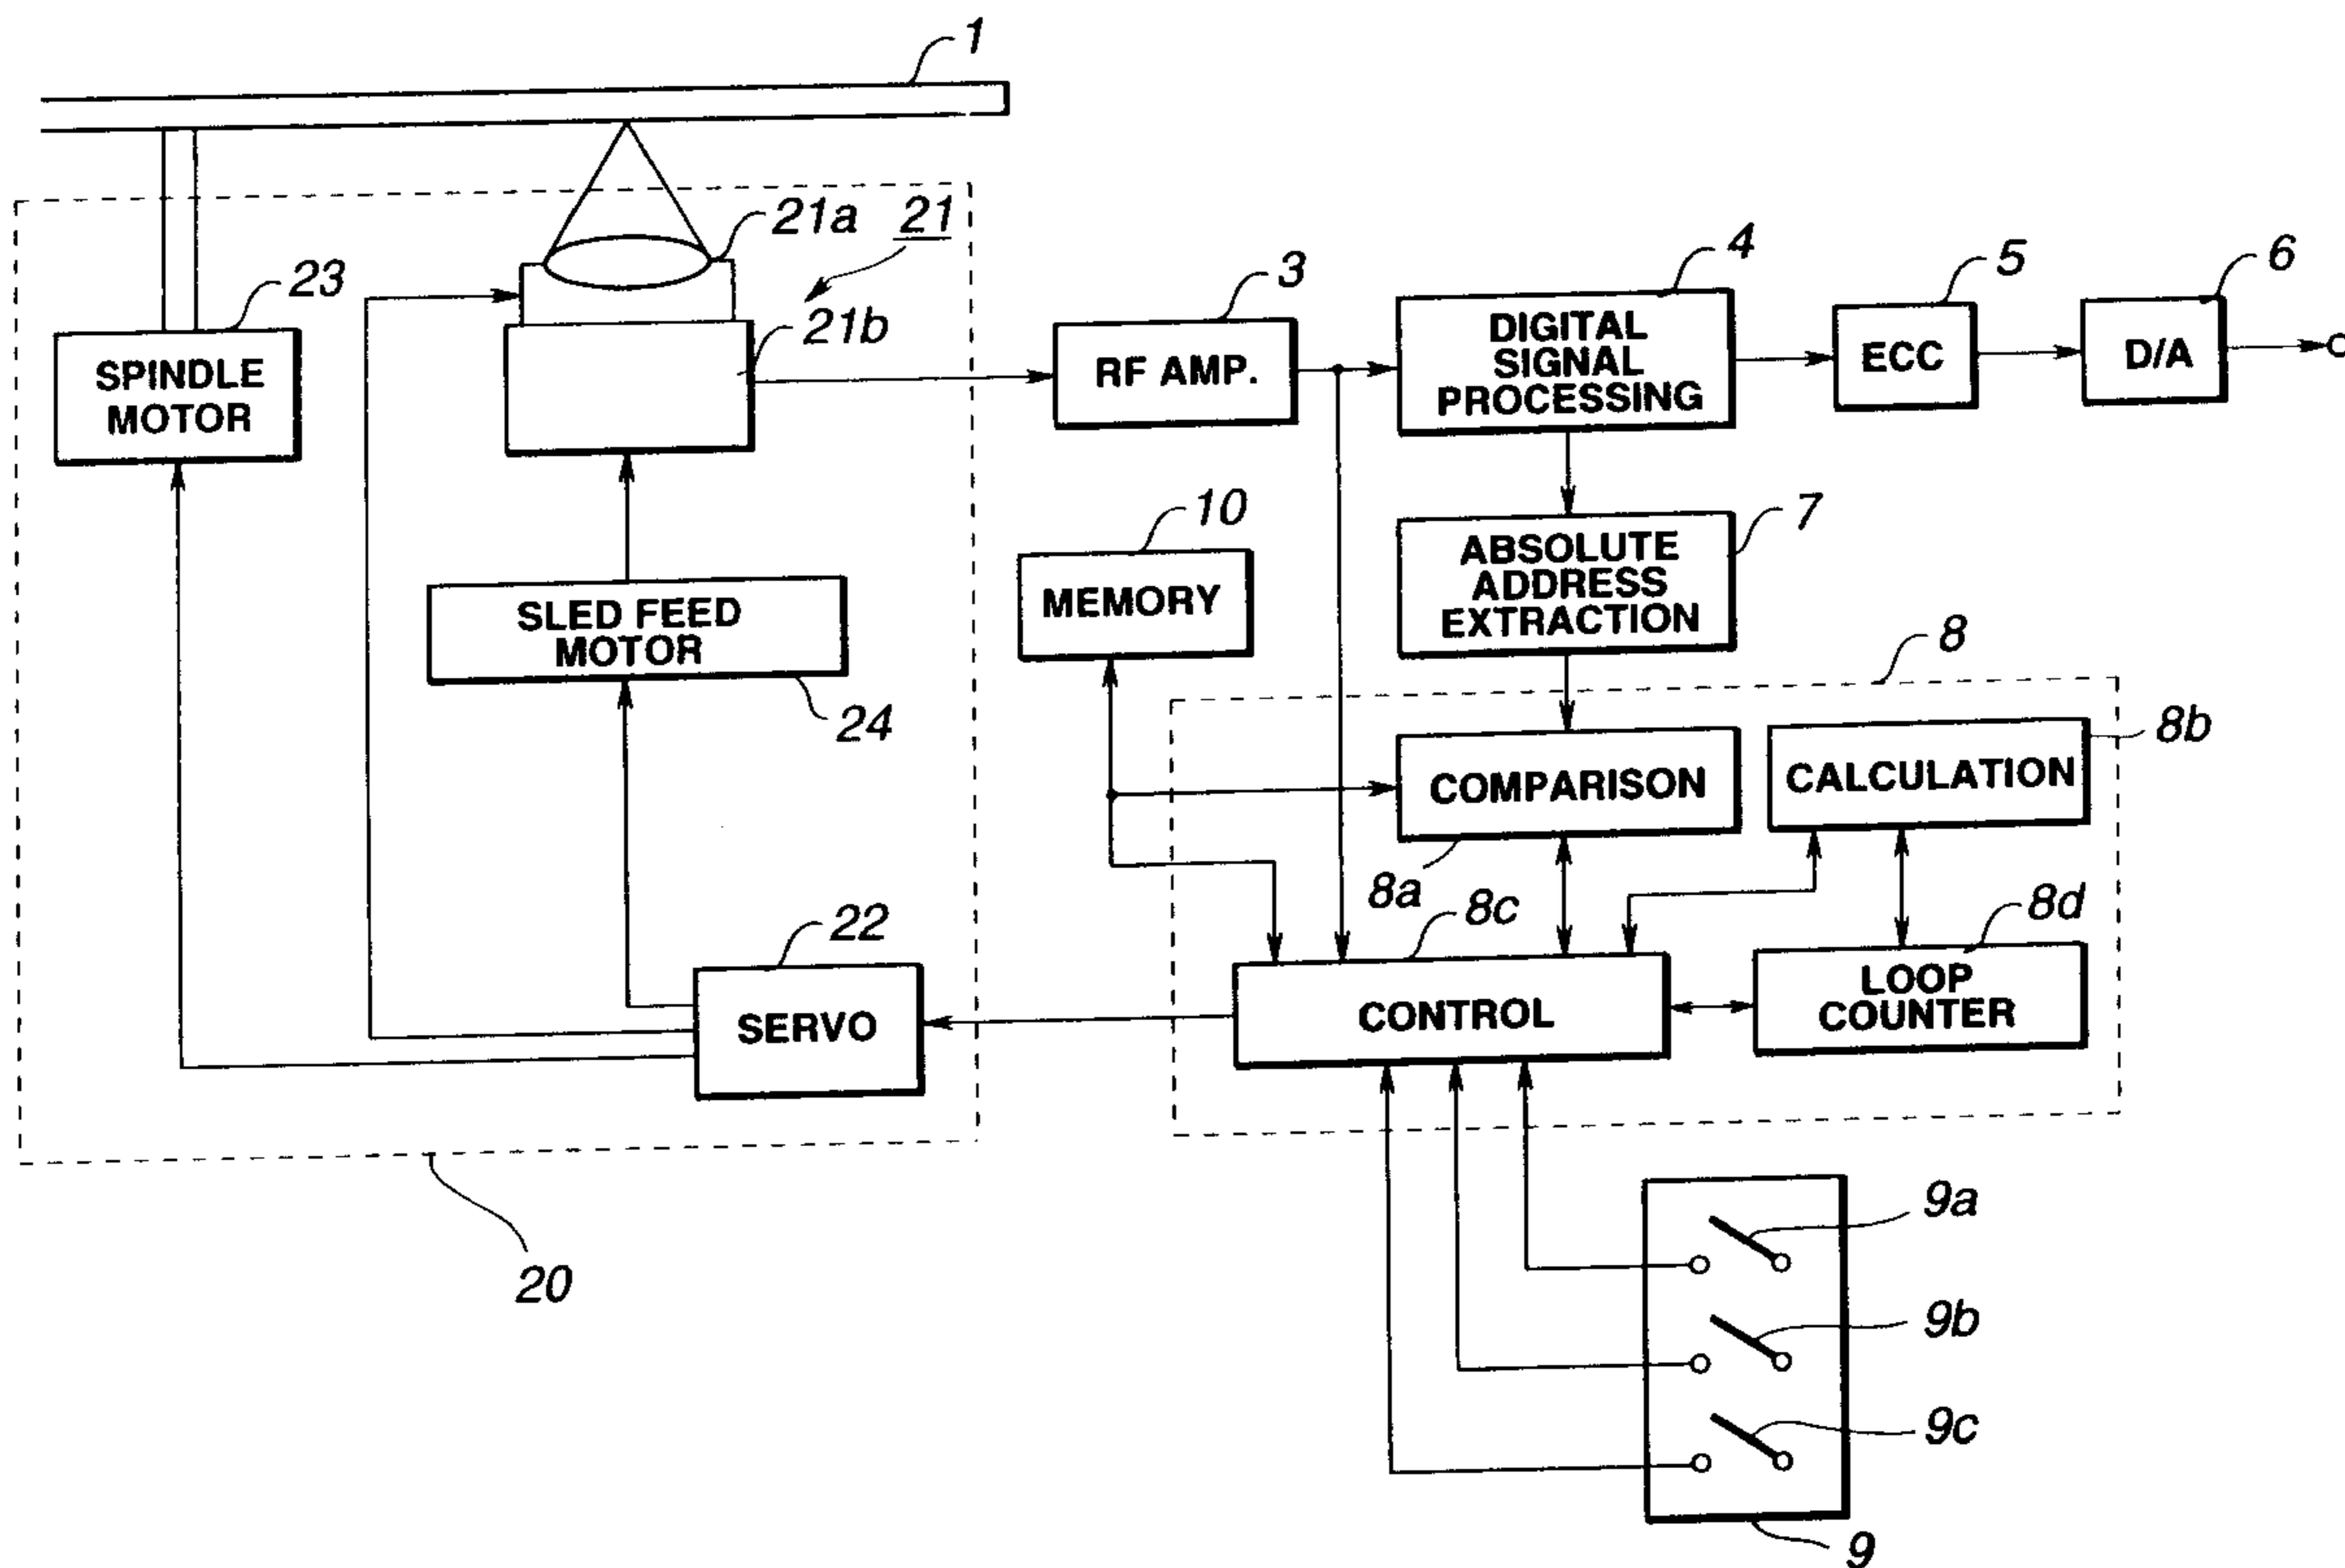 1
21a
21
23
21b
3
4
5
6
SPINDLE
MOTOR
RF AMP.
DIGITAL
SIGNAL
PROCESSING
ECC
D/A
10
7
MEMORY
ABSOLUTE
ADDRESS
EXTRACTION
SLED FEED
MOTOR
24
8
8b
COMPARISON
CALCULATION
8a
8c
8d
22
SERVO
CONTROL
LOOP
COUNTER
20
9a
9b
9c
9